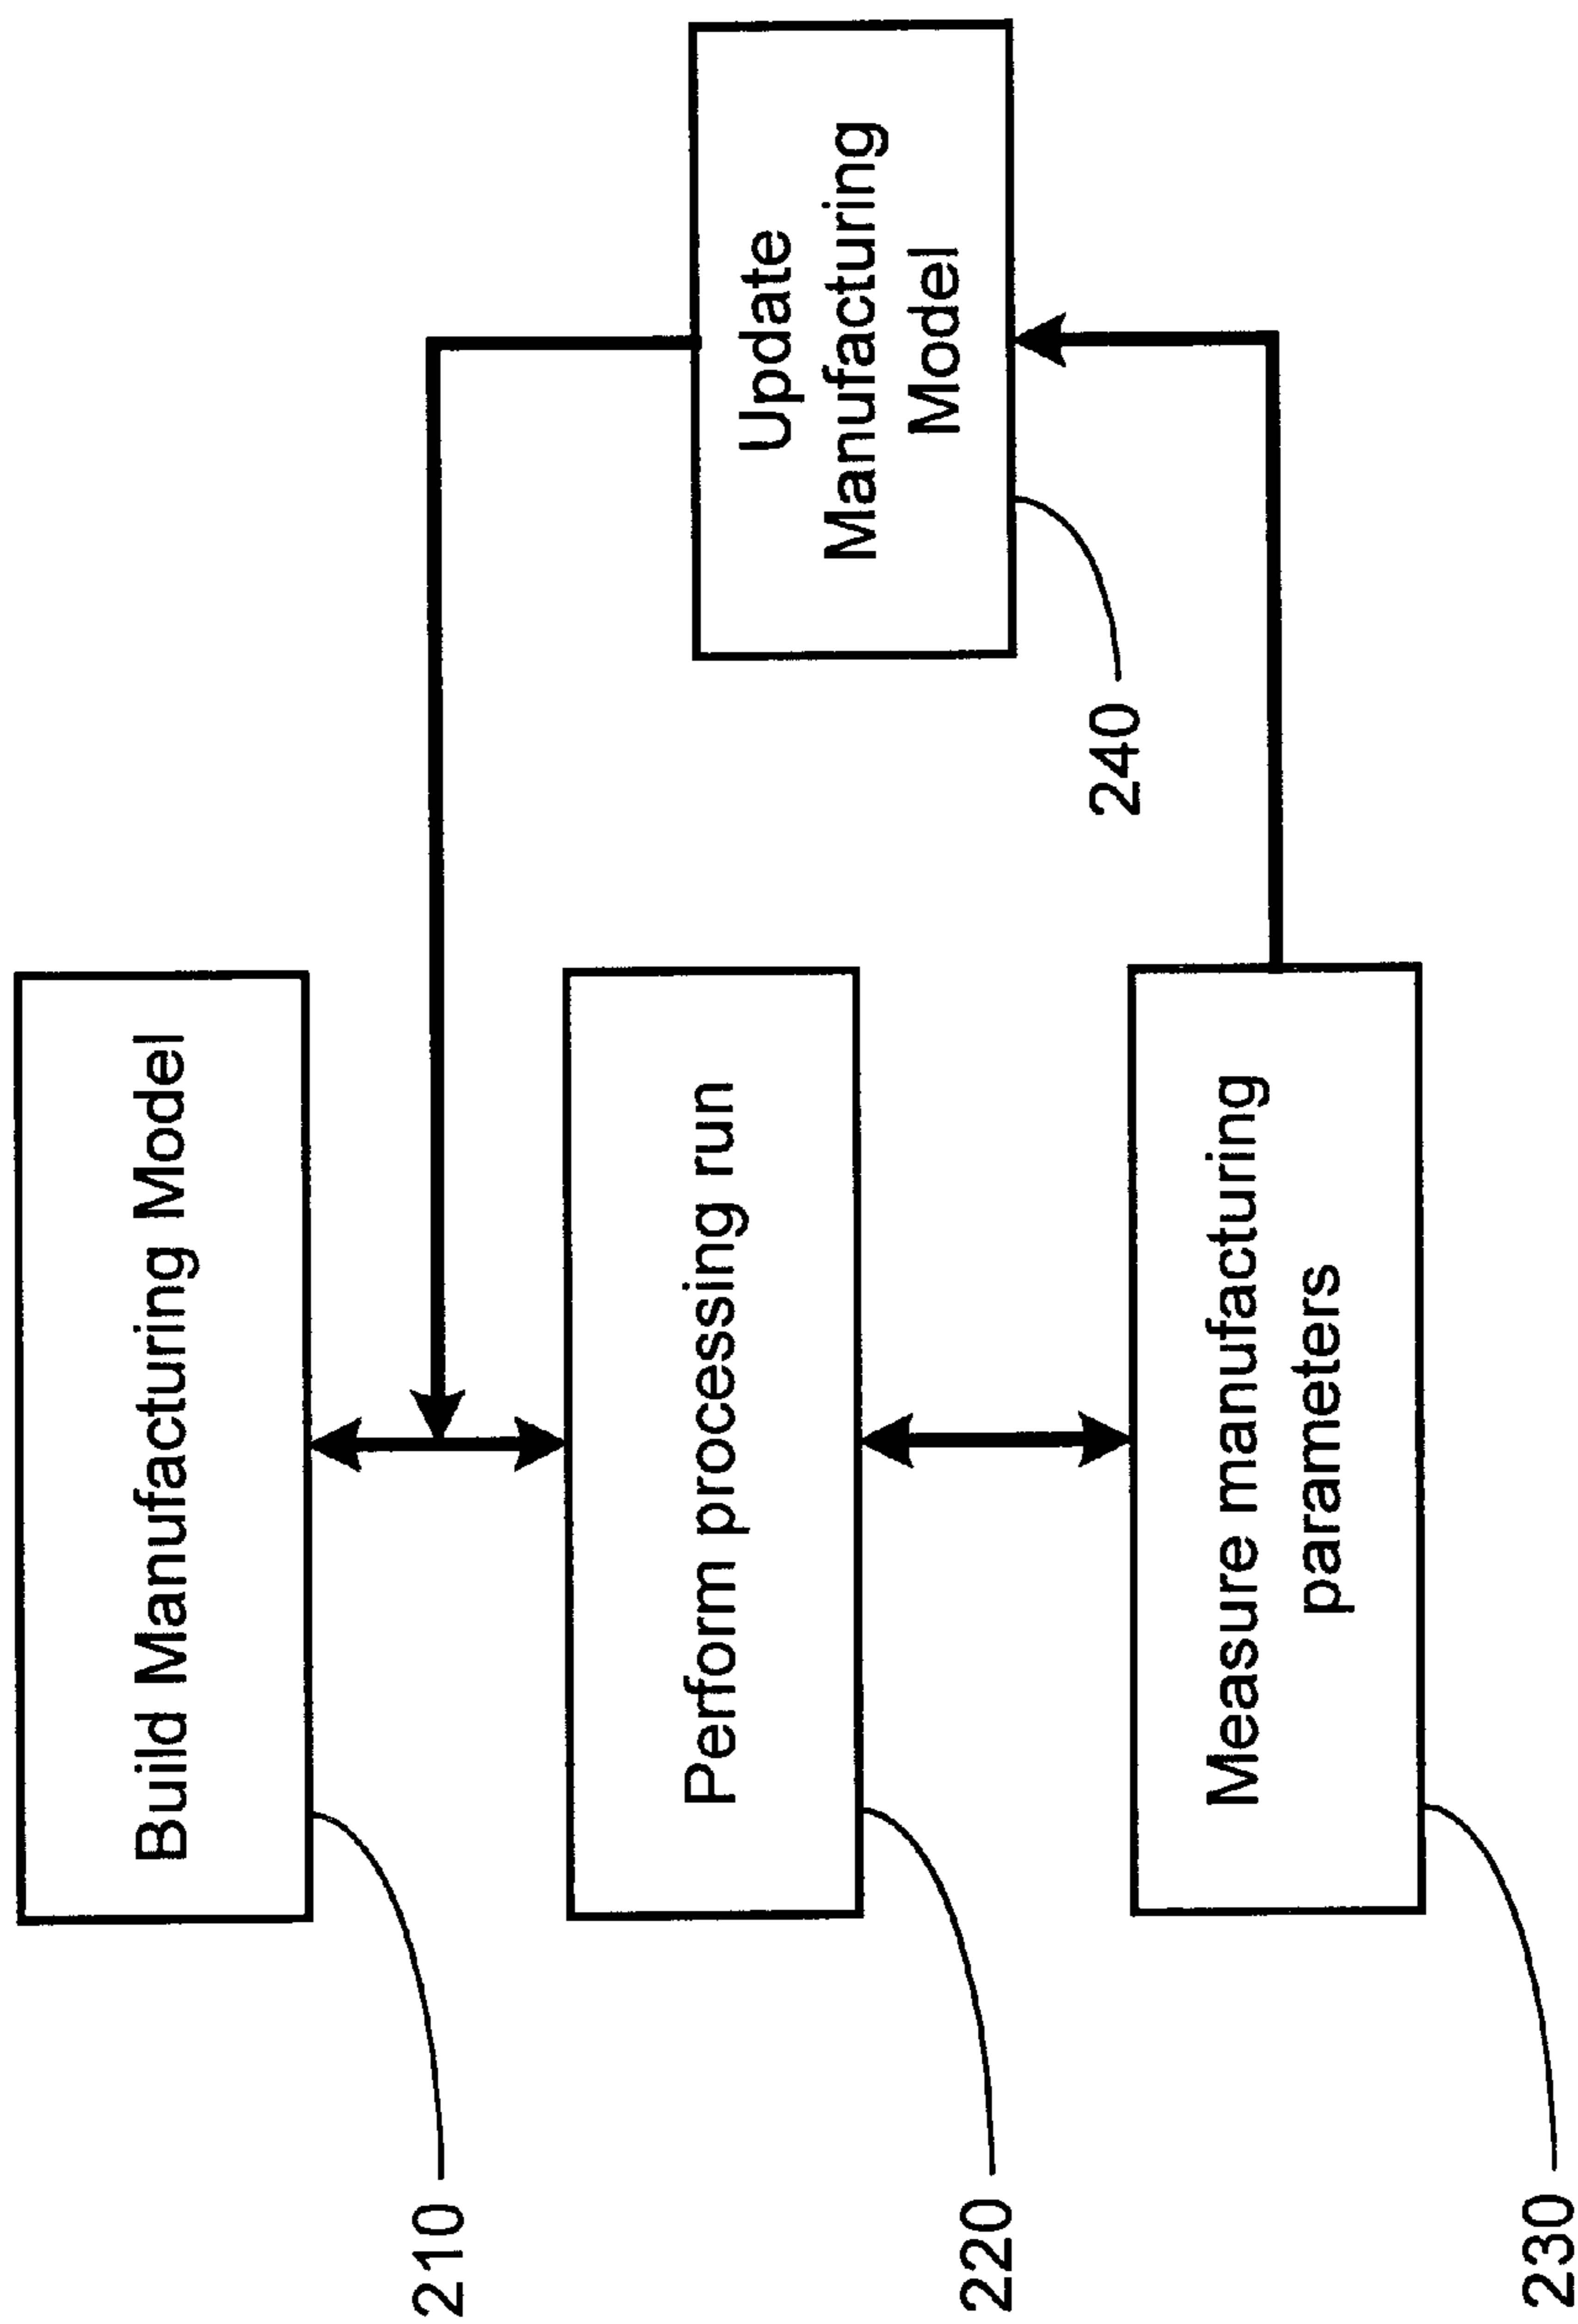 Build Manufacturing Model
210
Perform processing run
220
Measure manufacturing
parameters
230
Update
Manufacturing
Model
240